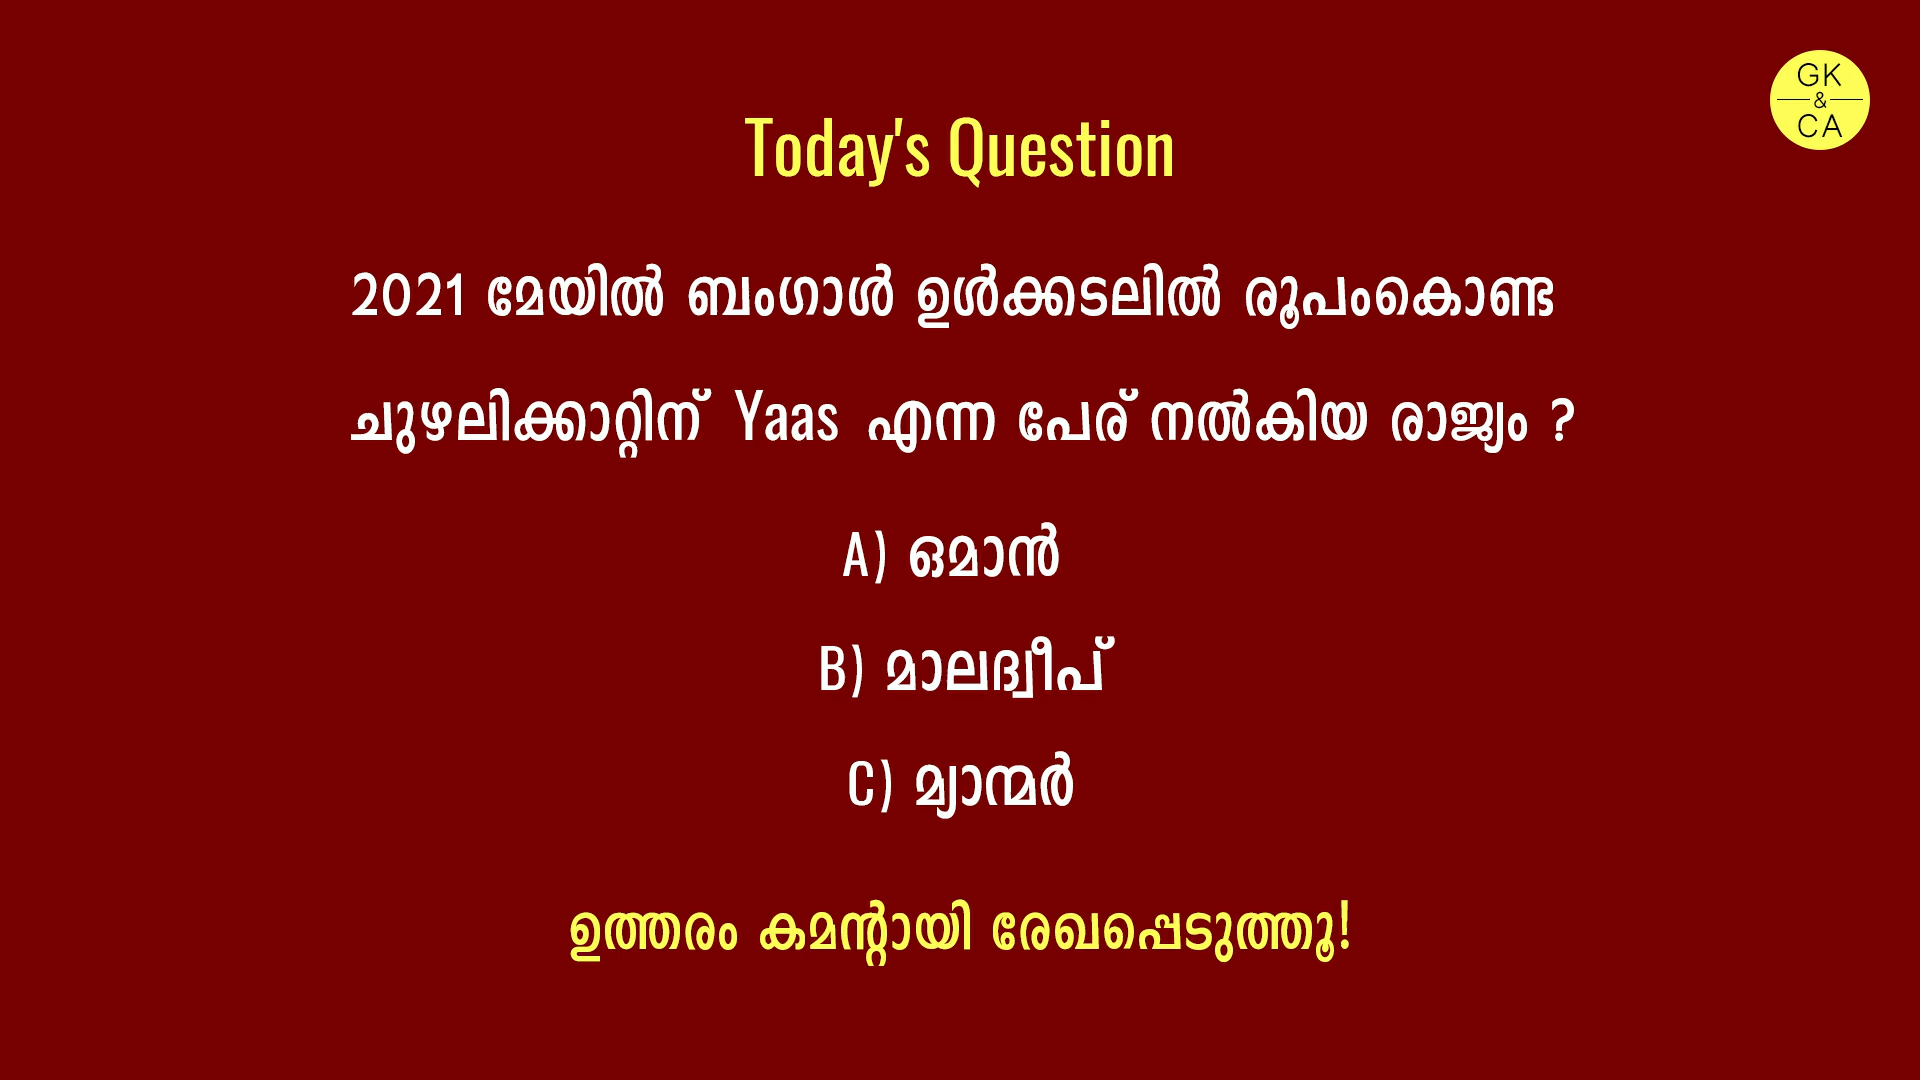 GK
&
CA
Today's Question
2021 മേയിൽ ബംഗാൾ ഉൾക്കടലിൽ രൂപംകൊണ്ട
ചുഴലിക്കാറ്റിന് Yaas എന്ന പേര് നൽകിയ രാജ്യം ?
A) ഒമാൻ
B) മാലദ്വീപ്
C) മ്യാന്മർ
ഉത്തരം കമന്റായി രേഖപ്പെടുത്തൂ!